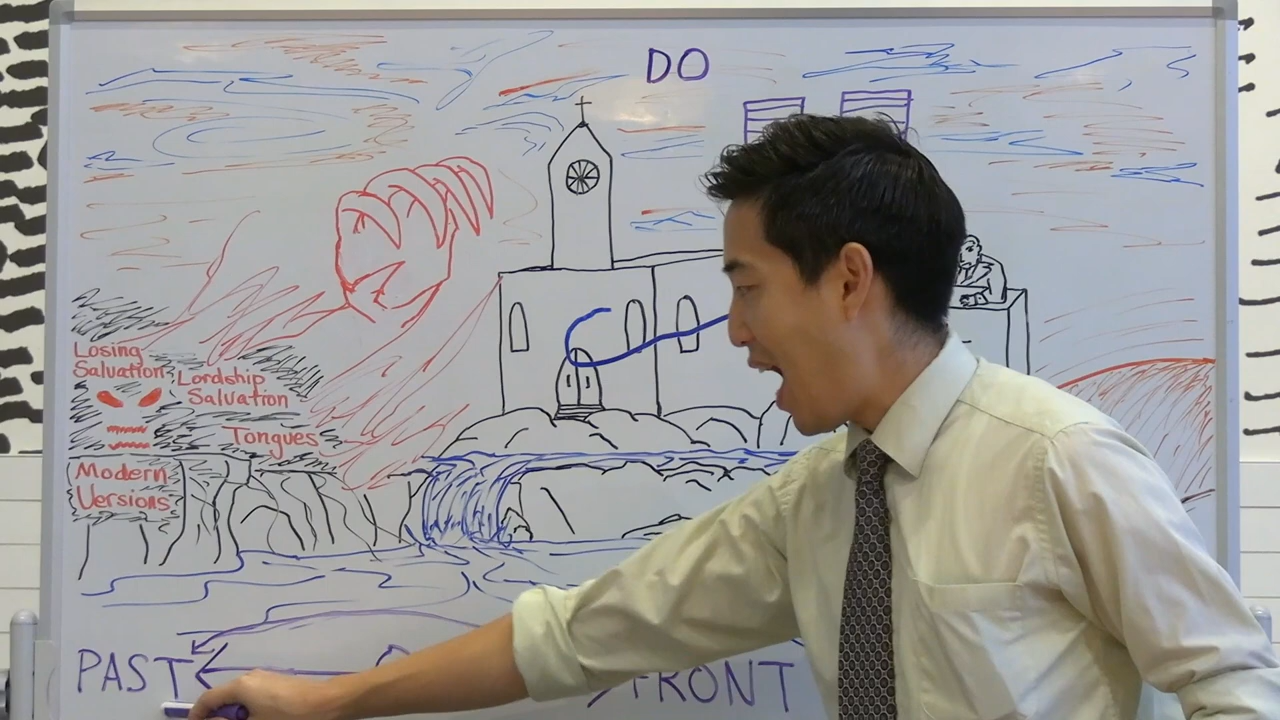 DO
Losing
Salvation
Lordship
Salvation
Tongues
Modern
Versions
PAST
FRONT